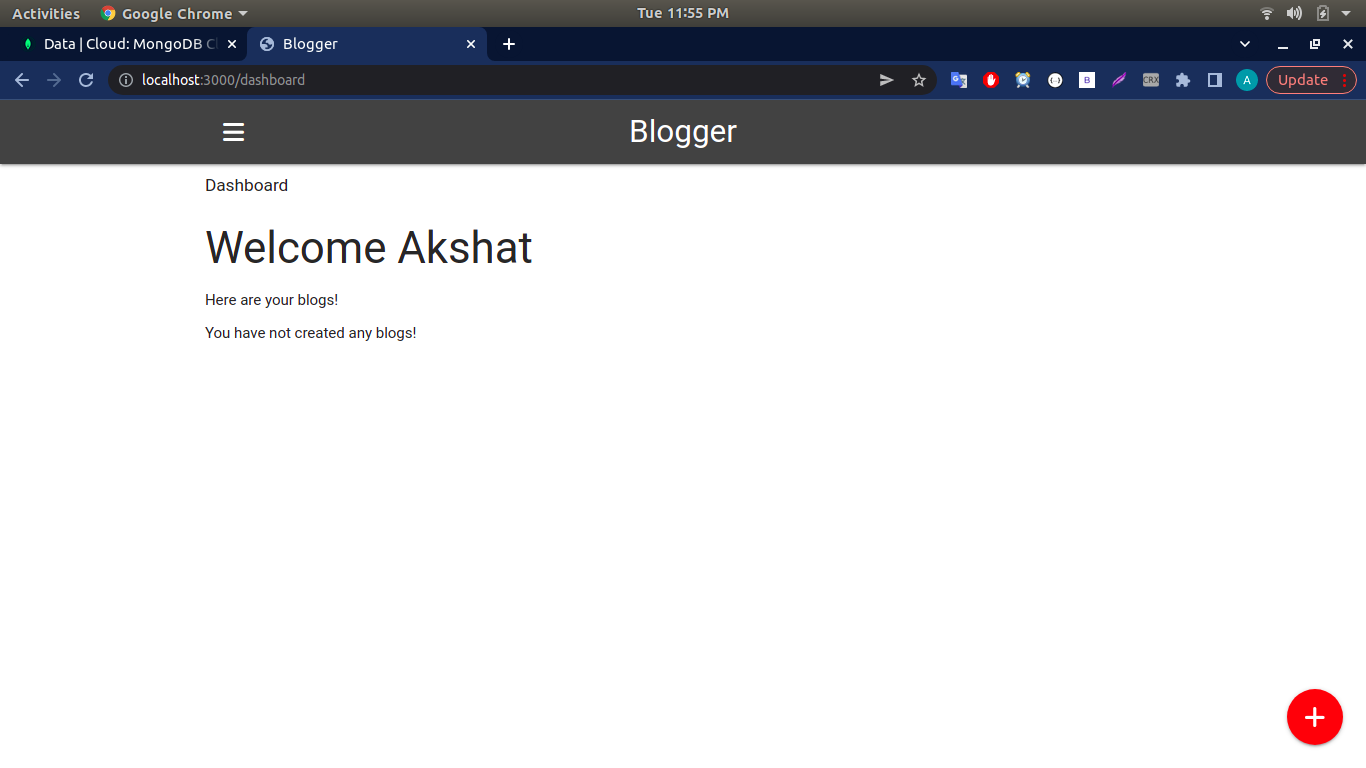 Activities Google Chrome Tue 11:55 PM
Data | Cloud: MongoDB Cl Blogger
localhost:3000/dashboard B CRX A Update
Blogger
Dashboard
Welcome Akshat
Here are your blogs!
You have not created any blogs!